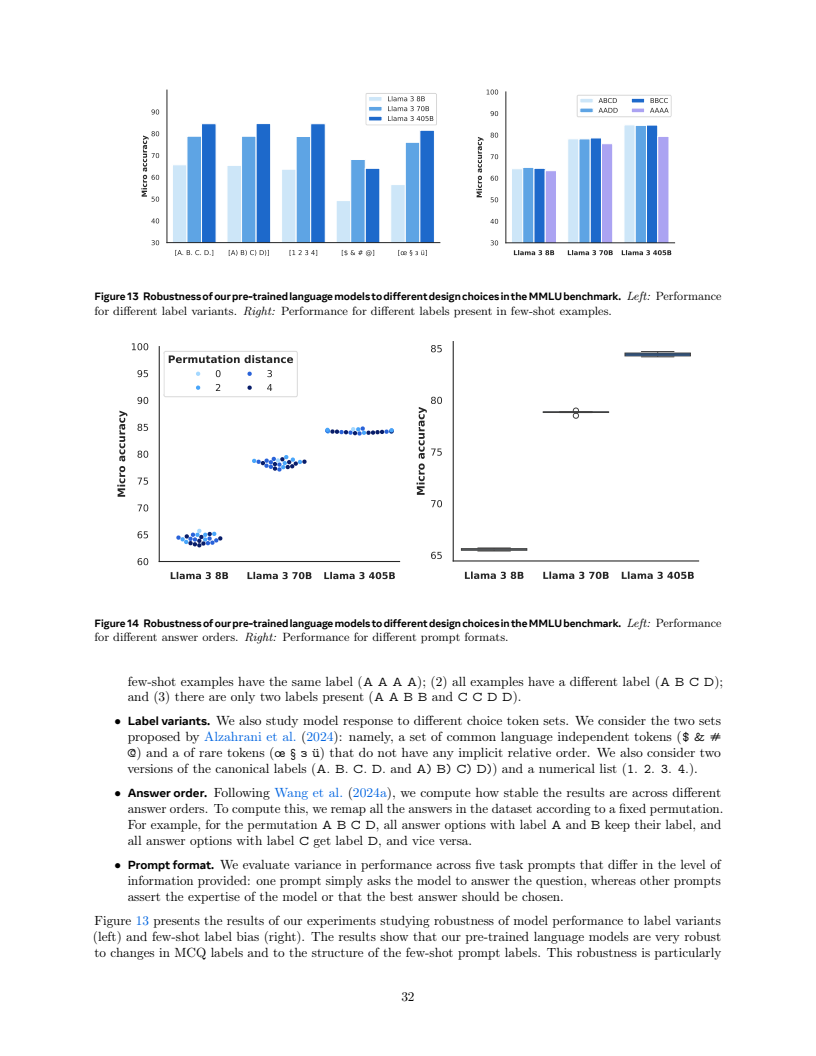 Micro accuracy
90
80
70
60
50
40
30
Llama 3 8B
Llama 3 70B
Llama 3 405B
[A. B. C. D.]
[A) B) C) D)]
[1 2 3 4]
[$ & # @]
[œ § з ü]
Micro accuracy
100
90
80
70
60
50
40
30
ABCD
AADD
BBCC
AAAA
Llama 3 8B
Llama 3 70B
Llama 3 405B
Figure 13 Robustness of our pre-trained language models to different design choices in the MMLU benchmark. Left: Performance
for different label variants. Right: Performance for different labels present in few-shot examples.
Micro accuracy
100
95
90
85
80
75
70
65
60
Permutation distance
0 3
2 4
Llama 3 8B
Llama 3 70B
Llama 3 405B
Micro accuracy
85
80
75
70
65
Llama 3 8B
Llama 3 70B
Llama 3 405B
Figure 14 Robustness of our pre-trained language models to different design choices in the MMLU benchmark. Left: Performance
for different answer orders. Right: Performance for different prompt formats.
few-shot examples have the same label (A A A A); (2) all examples have a different label (A B C D);
and (3) there are only two labels present (A A B B and C C D D).
• Label variants. We also study model response to different choice token sets. We consider the two sets
proposed by Alzahrani et al. (2024): namely, a set of common language independent tokens ($ & #
@) and a of rare tokens (œ § з ü) that do not have any implicit relative order. We also consider two
versions of the canonical labels (A. B. C. D. and A) B) C) D)) and a numerical list (1. 2. 3. 4.).
• Answer order. Following Wang et al. (2024a), we compute how stable the results are across different
answer orders. To compute this, we remap all the answers in the dataset according to a fixed permutation.
For example, for the permutation A B C D, all answer options with label A and B keep their label, and
all answer options with label C get label D, and vice versa.
• Prompt format. We evaluate variance in performance across five task prompts that differ in the level of
information provided: one prompt simply asks the model to answer the question, whereas other prompts
assert the expertise of the model or that the best answer should be chosen.
Figure 13 presents the results of our experiments studying robustness of model performance to label variants
(left) and few-shot label bias (right). The results show that our pre-trained language models are very robust
to changes in MCQ labels and to the structure of the few-shot prompt labels. This robustness is particularly
32